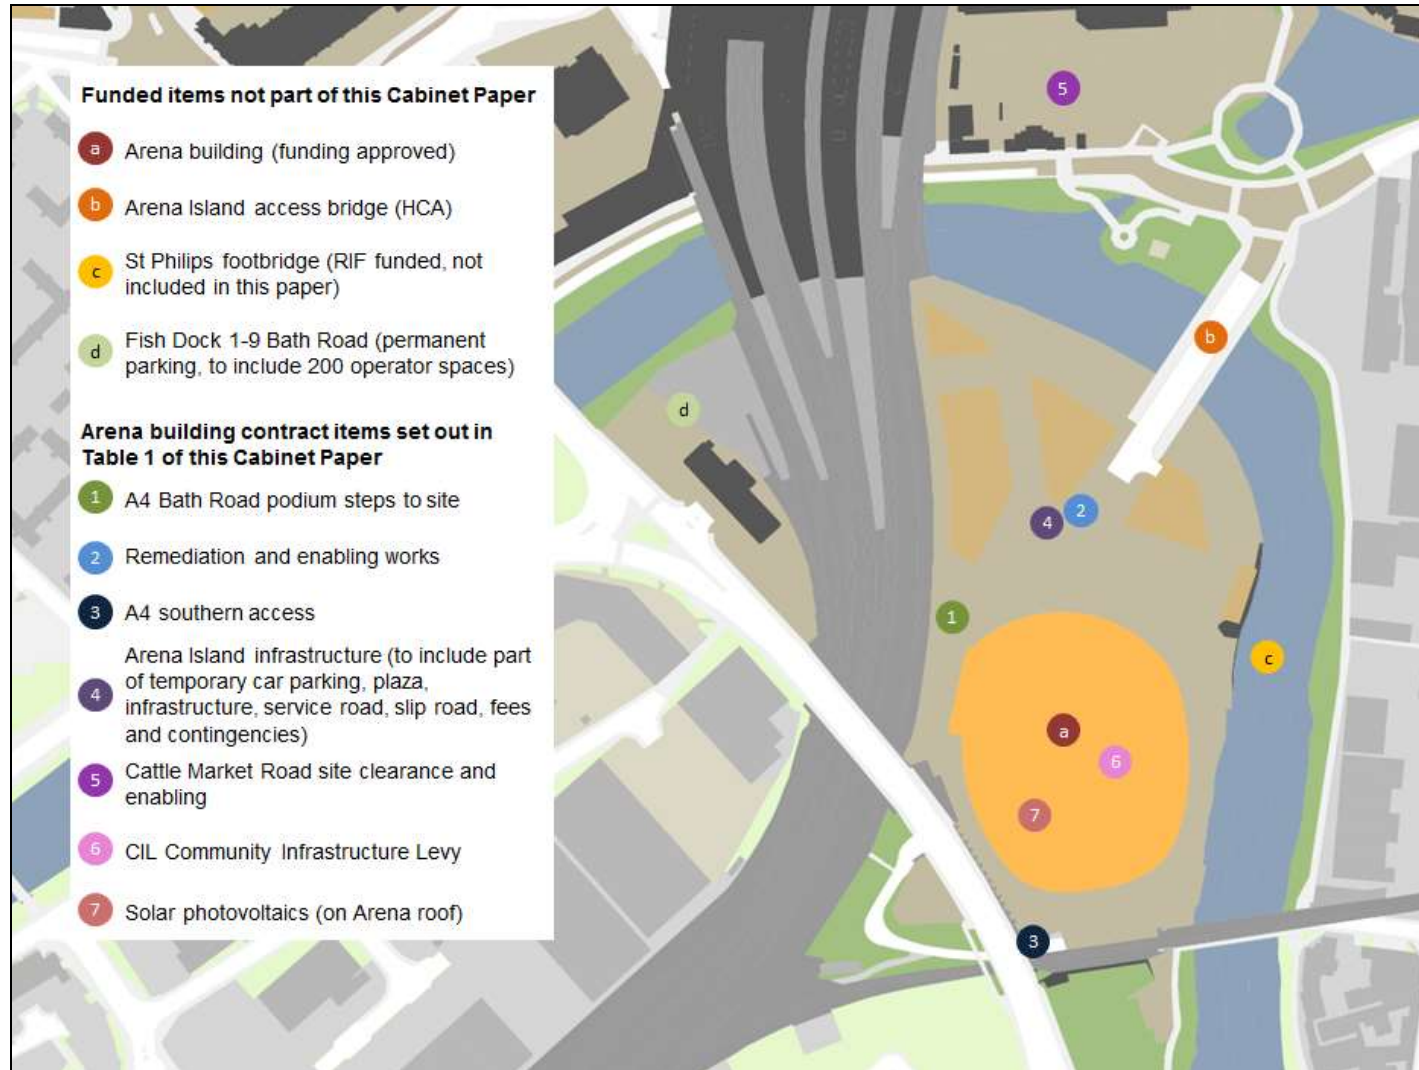 Funded items not part of this Cabinet Paper
a Arena building (funding approved)
b Arena Island access bridge (HCA)
c St Philips footbridge (RIF funded, not
included in this paper)
d Fish Dock 1-9 Bath Road (permanent
parking, to include 200 operator spaces)
Arena building contract items set out in
Table 1 of this Cabinet Paper
1 A4 Bath Road podium steps to site
2 Remediation and enabling works
3 A4 southern access
4 Arena Island infrastructure (to include part
of temporary car parking, plaza,
infrastructure, service road, slip road, fees
and contingencies)
5 Cattle Market Road site clearance and
enabling
6 CIL Community Infrastructure Levy
7 Solar photovoltaics (on Arena roof)
5
b
d
2
4
1
c
a
6
7
3